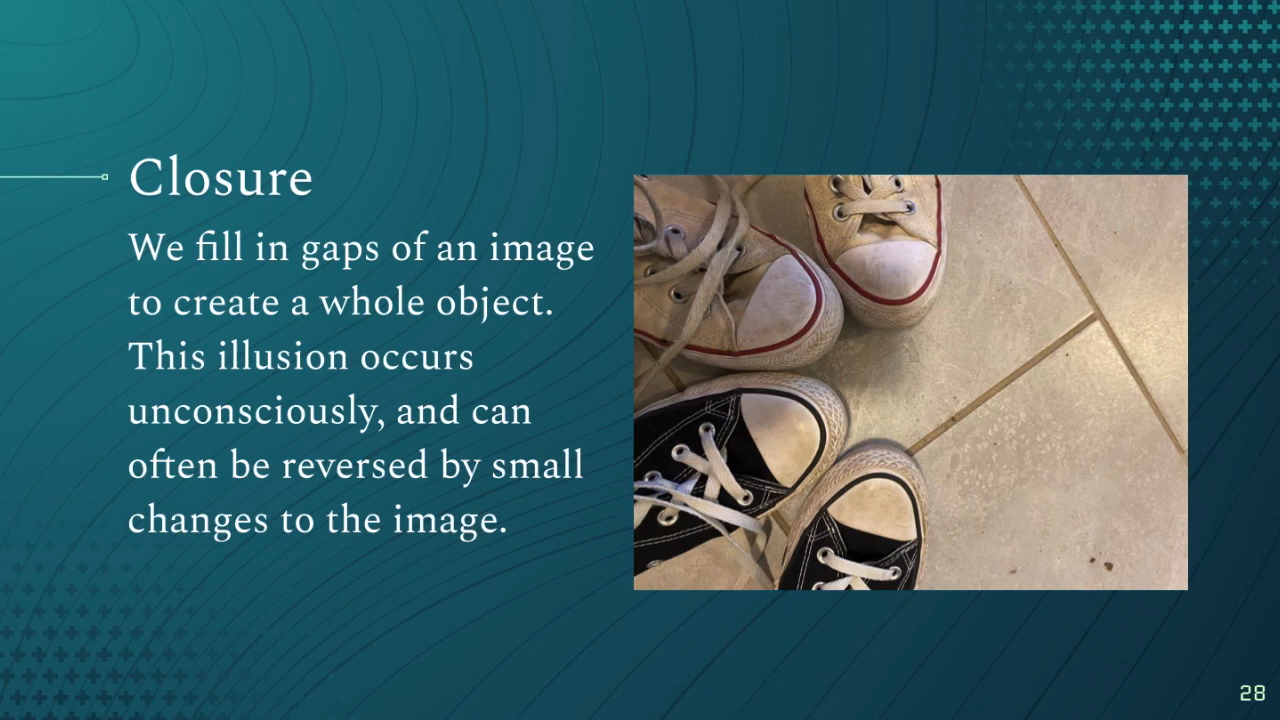 Closure
We fill in gaps of an image
to create a whole object.
This illusion occurs
unconsciously, and can
often be reversed by small
changes to the image.
28